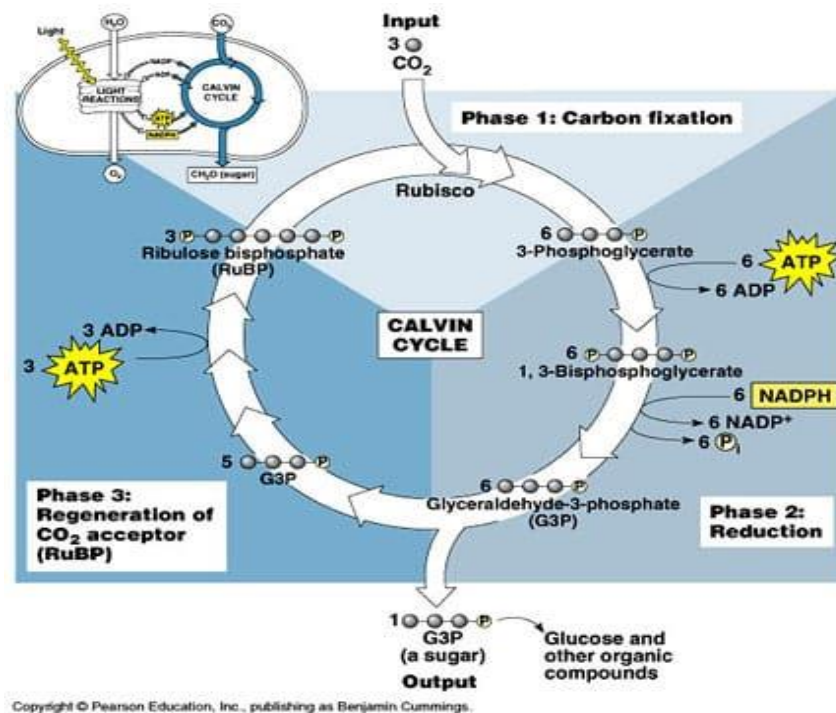 H₂O
CO₂
Light
NADP⁺
ADP
LIGHT
REACTIONS
CALVIN
CYCLE
ATP
NADPH
O₂
CH₂O (sugar)
Input
3
CO₂
Phase 1: Carbon fixation
Rubisco
3 P P
Ribulose bisphosphate
(RuBP)
6 P
3-Phosphoglycerate
6 ATP
6 ADP
3 ADP
3 ATP
CALVIN
CYCLE
6 P P
1, 3-Bisphosphoglycerate
6 NADPH
6 NADP⁺
6 Pi
5 P
G3P
6 P
Glyceraldehyde-3-phosphate
(G3P)
Phase 3:
Regeneration of
CO₂ acceptor
(RuBP)
Phase 2:
Reduction
1 P
G3P
(a sugar)
Output
Glucose and
other organic
compounds
Copyright © Pearson Education, Inc., publishing as Benjamin Cummings.